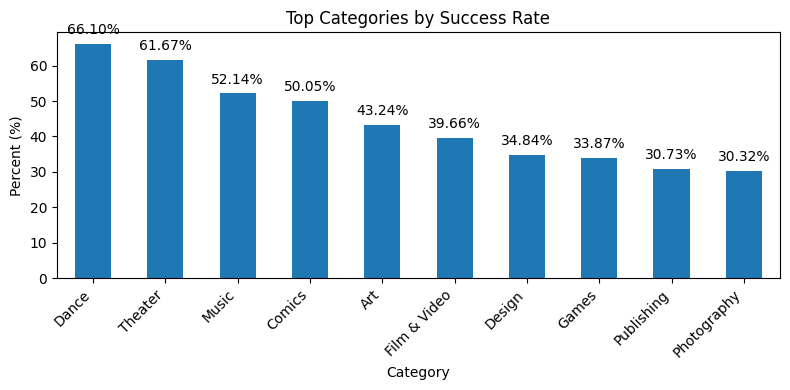 Top Categories by Success Rate
66.10%
61.67%
52.14%
50.05%
43.24%
39.66%
34.84%
33.87%
30.73%
30.32%
Percent (%)
60
50
40
30
20
10
0
Dance
Theater
Music
Comics
Art
Film & Video
Design
Games
Publishing
Photography
Category